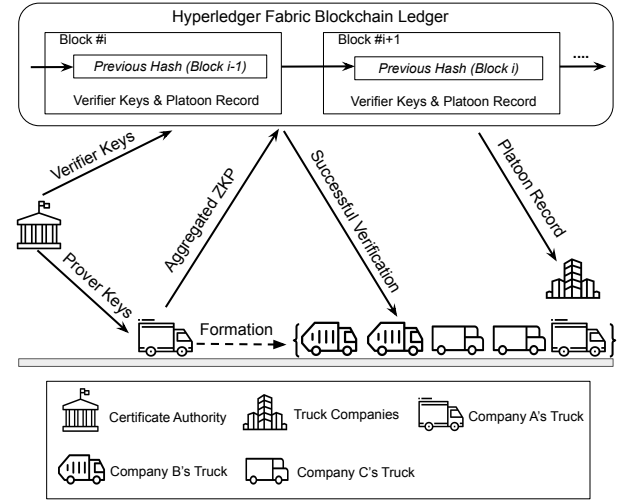 Hyperledger Fabric Blockchain Ledger
Block #i
Previous Hash (Block i-1)
Verifier Keys & Platoon Record
Block #i+1
Previous Hash (Block i)
Verifier Keys & Platoon Record
....
Verifier Keys
Aggregated ZKP
Successful Verification
Platoon Record
Prover Keys
Formation
{ }
Certificate Authority
Truck Companies
Company A's Truck
Company B's Truck
Company C's Truck